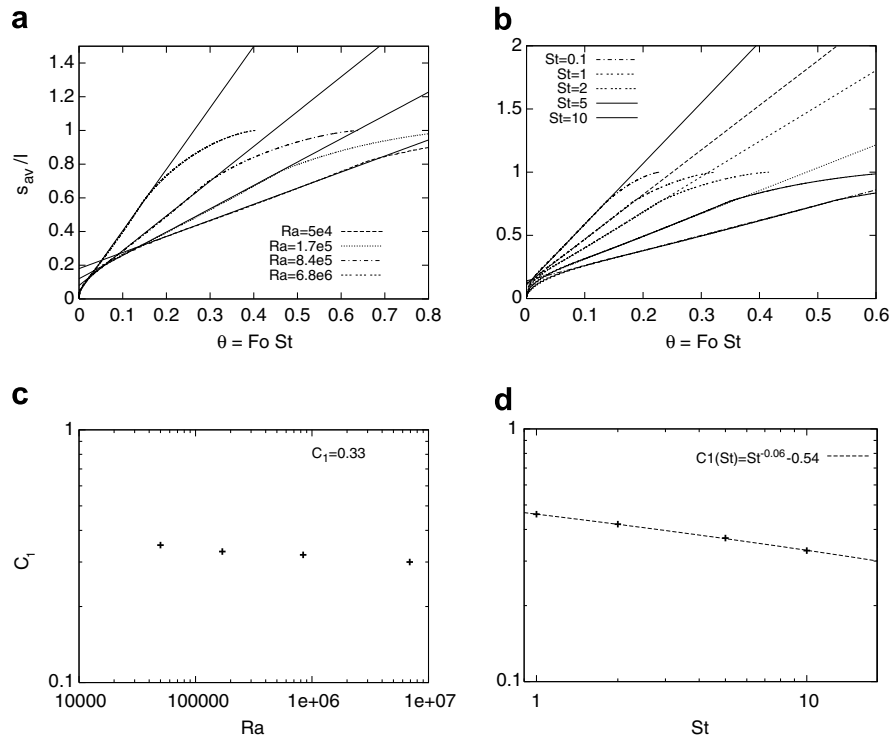 a
1.4
1.2
1
0.8
0.6
0.4
0.2
0
s_av/l
0 0.1 0.2 0.3 0.4 0.5 0.6 0.7 0.8
θ = Fo St
Ra=5e4
Ra=1.7e5
Ra=8.4e5
Ra=6.8e6
b
2
1.5
1
0.5
0
St=0.1
St=1
St=2
St=5
St=10
0 0.1 0.2 0.3 0.4 0.5 0.6
θ = Fo St
c
1
0.1
C₁
C₁=0.33
10000 100000 1e+06 1e+07
Ra
d
1
0.1
C1(St)=St^-0.06-0.54
1 10
St